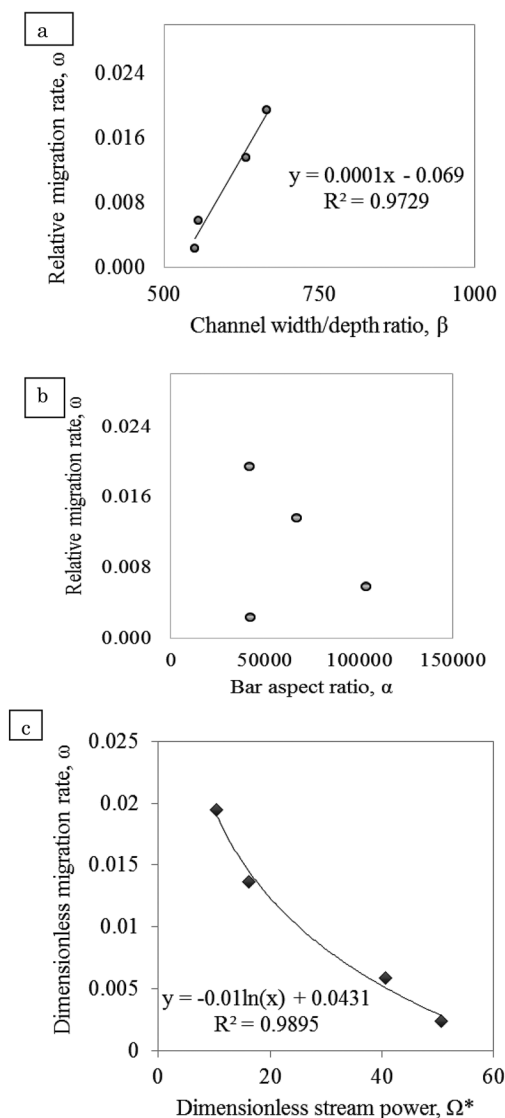 a
Relative migration rate, ω
0.024
0.016
0.008
0.000
y = 0.0001x - 0.069
R² = 0.9729
500 750 1000
Channel width/depth ratio, β
b
Relative migration rate, ω
0.024
0.016
0.008
0.000
0 50000 100000 150000
Bar aspect ratio, α
c
Dimensionless migration rate, ω
0.025
0.02
0.015
0.01
0.005
0
y = -0.01ln(x) + 0.0431
R² = 0.9895
0 20 40 60
Dimensionless stream power, Ω*